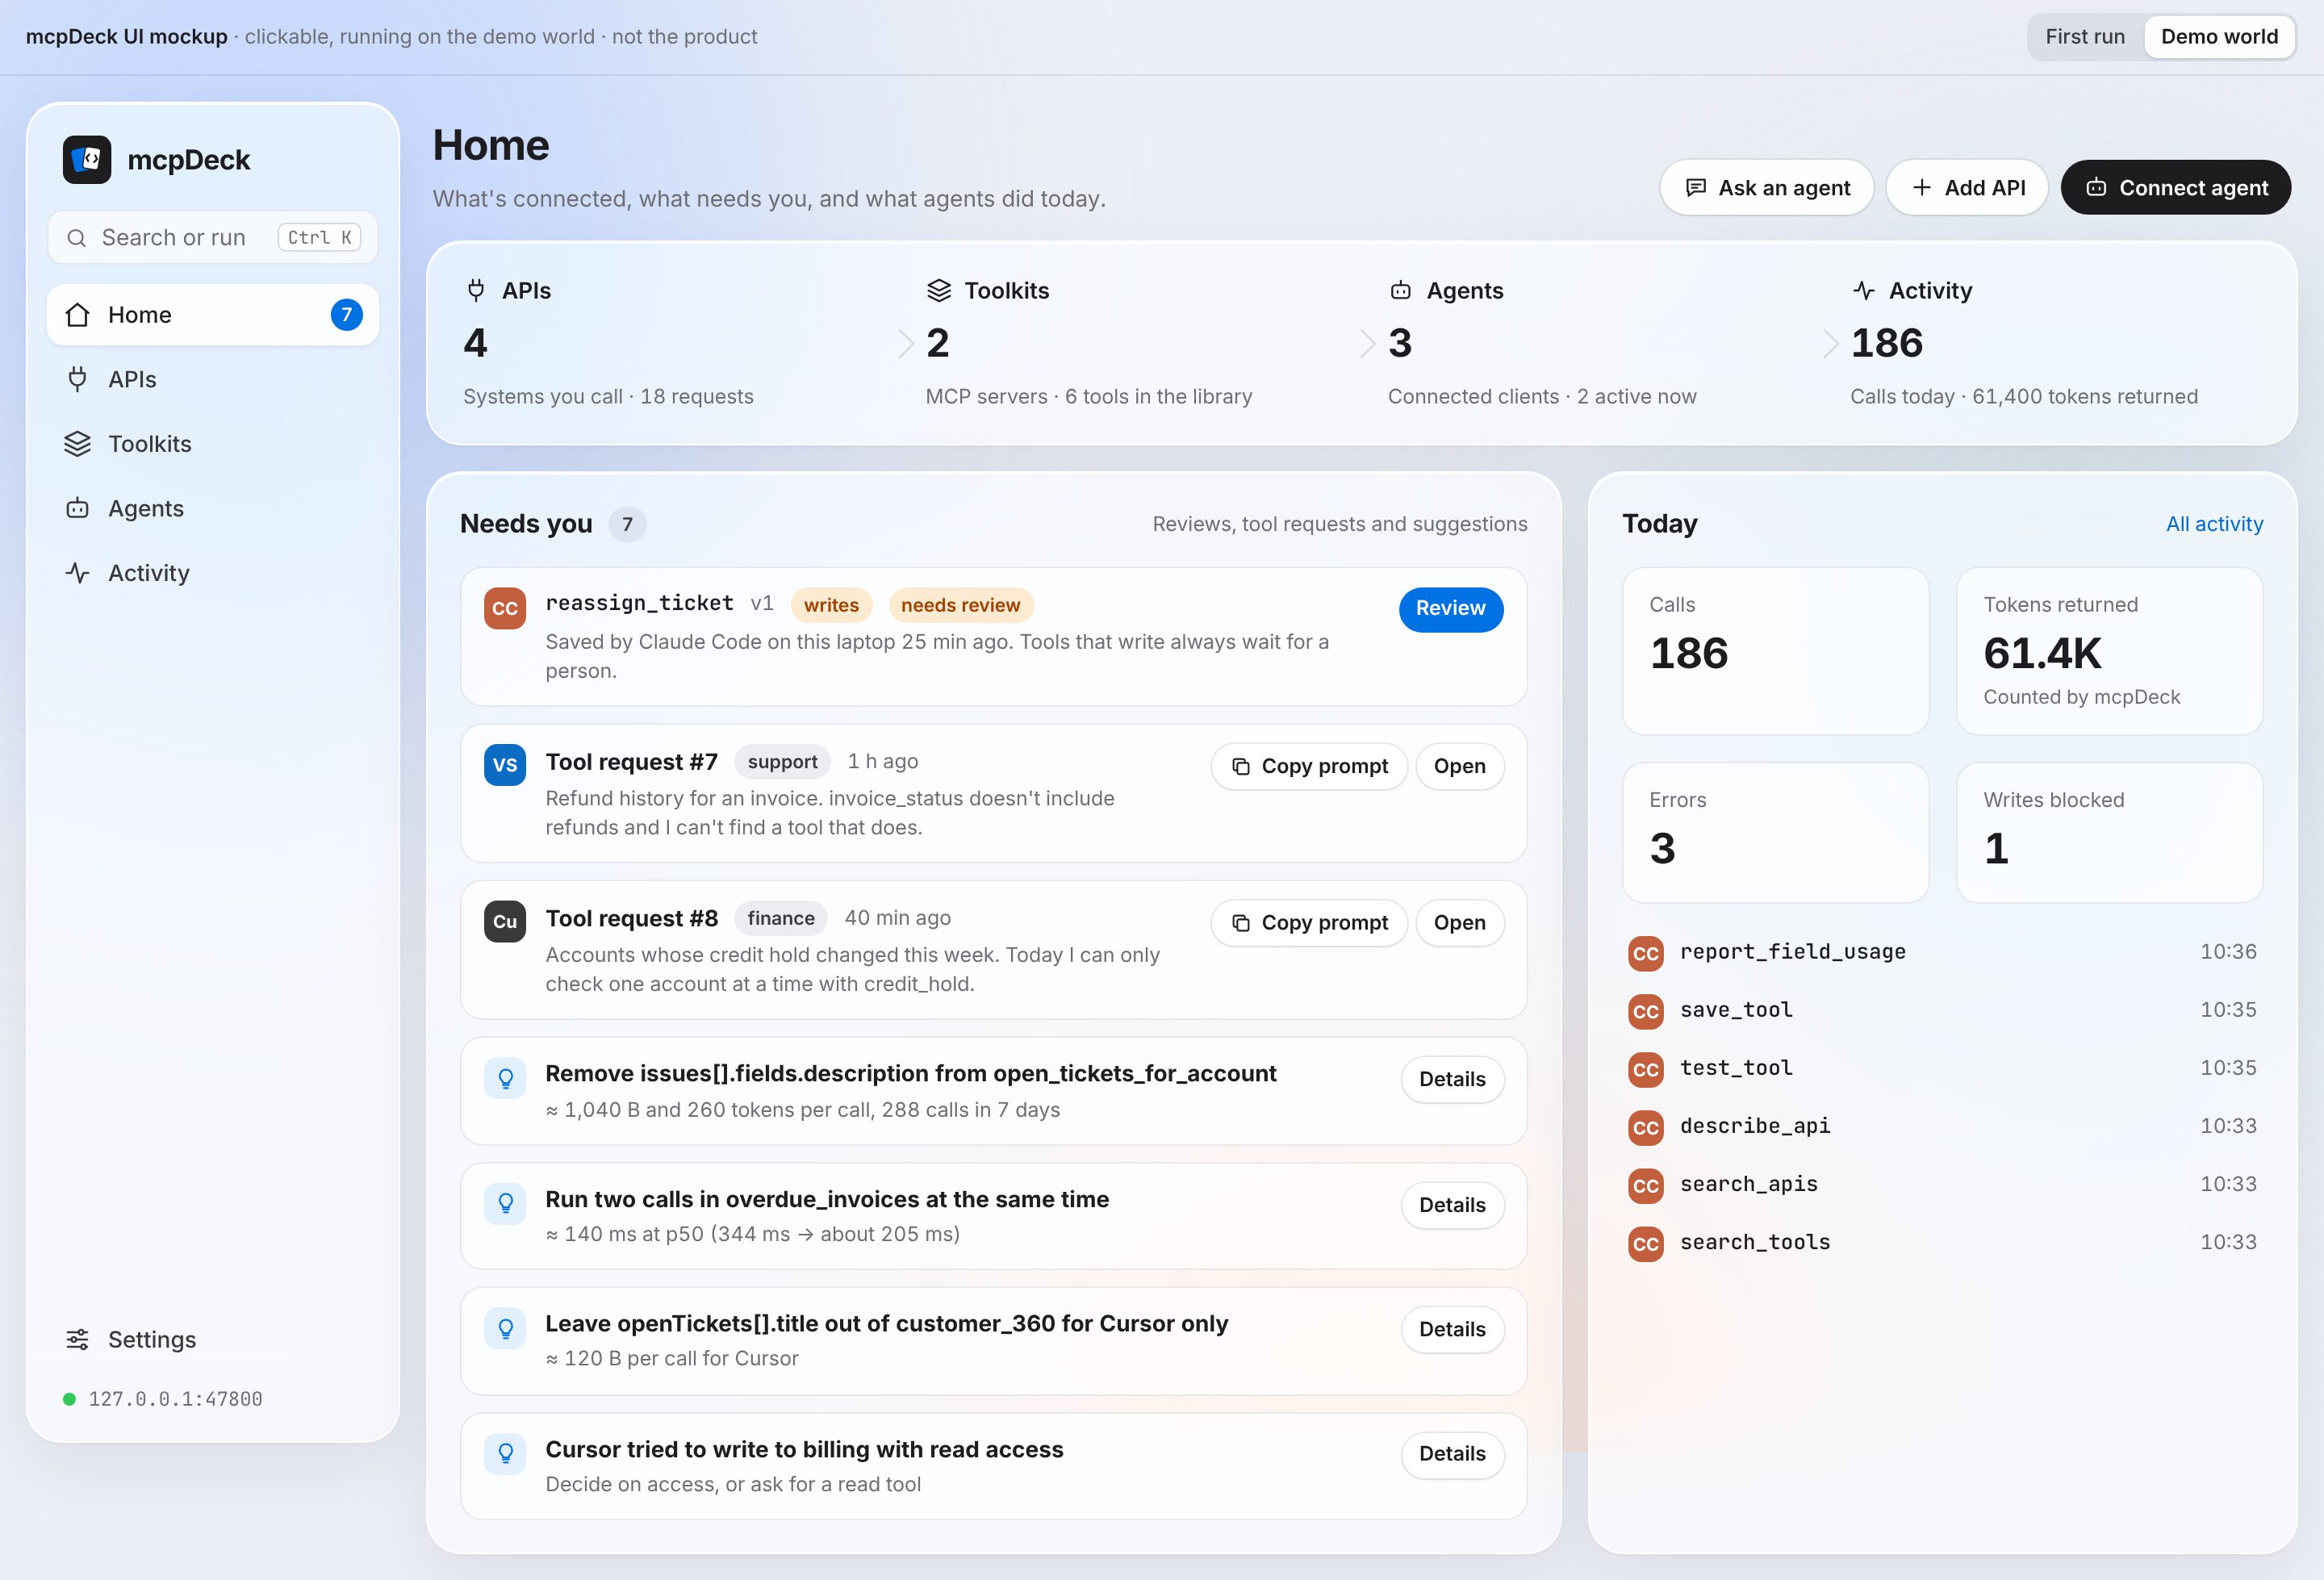 mcpDeck UI mockup · clickable, running on the demo world · not the product
First run
Demo world
mcpDeck
Search or run
Ctrl K
Home
7
APIs
Toolkits
Agents
Activity
Settings
127.0.0.1:47800
Home
What's connected, what needs you, and what agents did today.
Ask an agent
Add API
Connect agent
APIs
4
Systems you call · 18 requests
Toolkits
2
MCP servers · 6 tools in the library
Agents
3
Connected clients · 2 active now
Activity
186
Calls today · 61,400 tokens returned
Needs you
7
Reviews, tool requests and suggestions
CC
reassign_ticket v1 writes needs review
Review
Saved by Claude Code on this laptop 25 min ago. Tools that write always wait for a
person.
VS
Tool request #7 support 1 h ago
Copy prompt
Open
Refund history for an invoice. invoice_status doesn't include
refunds and I can't find a tool that does.
Cu
Tool request #8 finance 40 min ago
Copy prompt
Open
Accounts whose credit hold changed this week. Today I can only
check one account at a time with credit_hold.
Remove issues[].fields.description from open_tickets_for_account
Details
≈ 1,040 B and 260 tokens per call, 288 calls in 7 days
Run two calls in overdue_invoices at the same time
Details
≈ 140 ms at p50 (344 ms → about 205 ms)
Leave openTickets[].title out of customer_360 for Cursor only
Details
≈ 120 B per call for Cursor
Cursor tried to write to billing with read access
Details
Decide on access, or ask for a read tool
Today
All activity
Calls
186
Tokens returned
61.4K
Counted by mcpDeck
Errors
3
Writes blocked
1
CC report_field_usage 10:36
CC save_tool 10:35
CC test_tool 10:35
CC describe_api 10:33
CC search_apis 10:33
CC search_tools 10:33